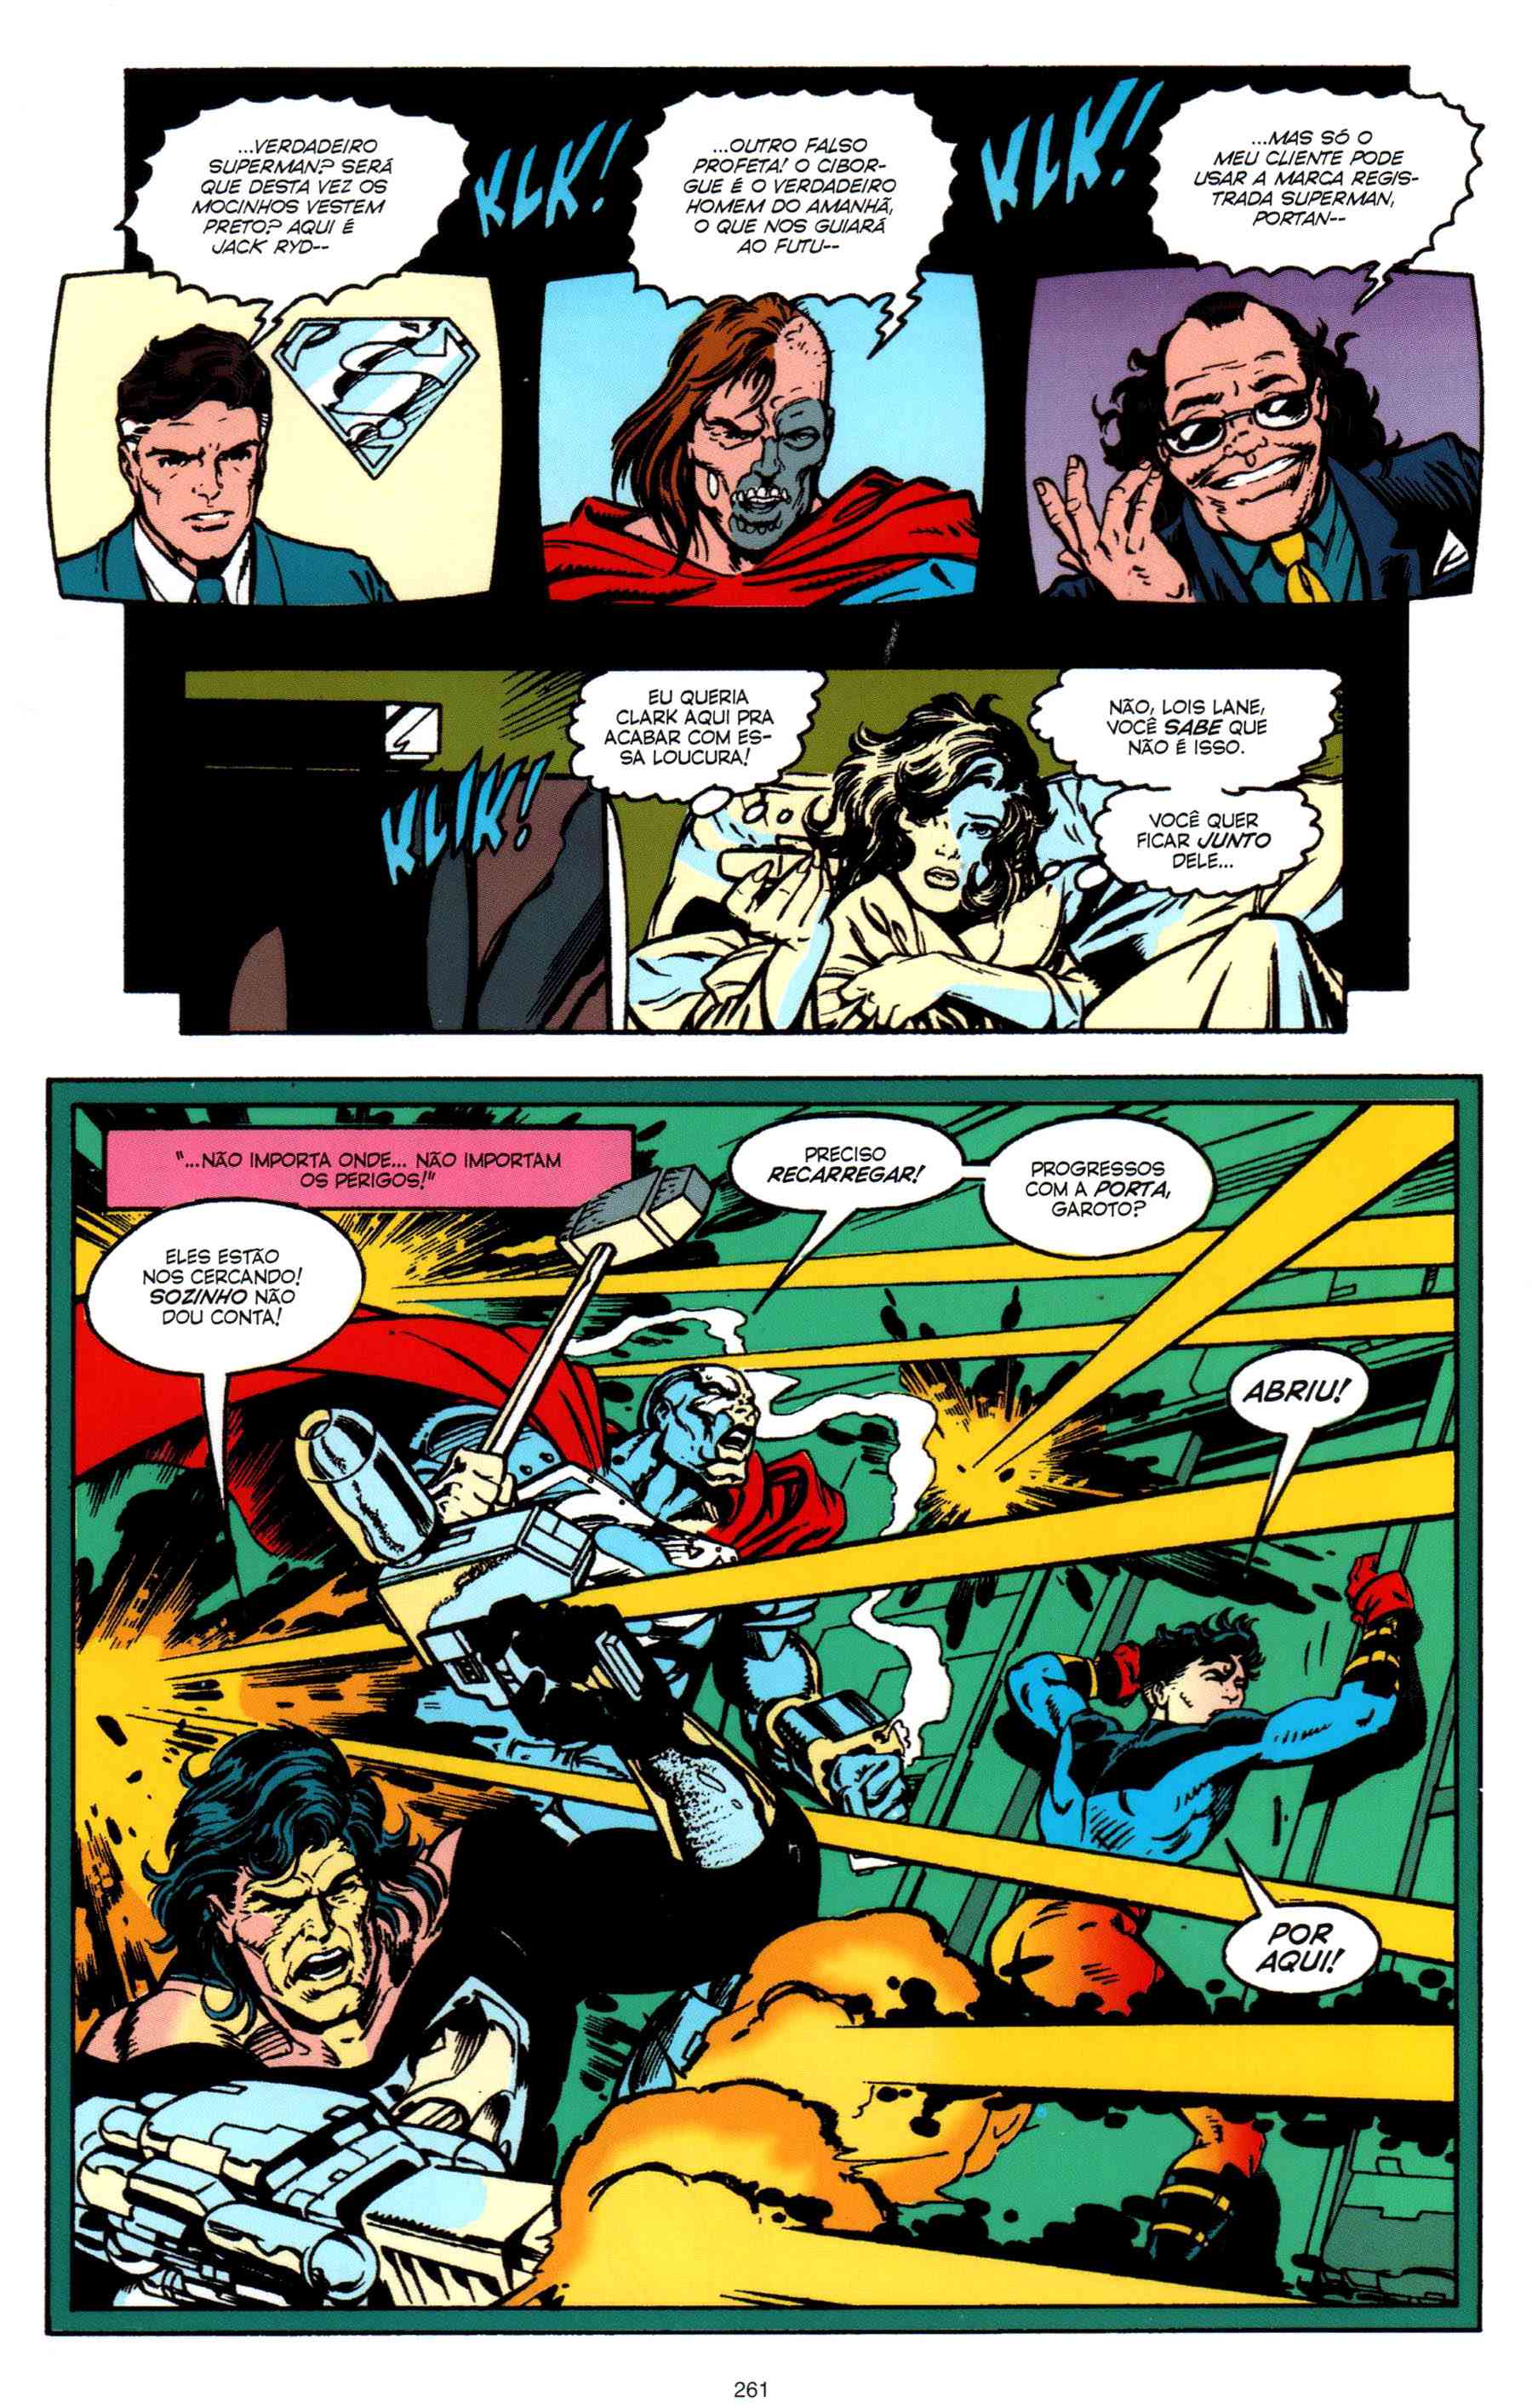 ...VERDADEIRO
SUPERMAN? SERÁ
QUE DESTA VEZ OS
MOCINHOS VESTEM
PRETO? AQUI É
JACK RYD--
KLK!
...OUTRO FALSO
PROFETA! O CIBOR-
GUE É O VERDADEIRO
HOMEM DO AMANHÃ,
O QUE NOS GUIARÁ
AO FUTU--
KLK!
...MAS SÓ O
MEU CLIENTE PODE
USAR A MARCA REGIS-
TRADA SUPERMAN,
PORTAN--
S
KLIK!
EU QUERIA
CLARK AQUI PRA
ACABAR COM ES-
SA LOUCURA!
NÃO, LOIS LANE,
VOCÊ SABE QUE
NÃO É ISSO.
VOCÊ QUER
FICAR JUNTO
DELE...
"...NÃO IMPORTA ONDE... NÃO IMPORTAM
OS PERIGOS!"
ELES ESTÃO
NOS CERCANDO!
SOZINHO NÃO
DOU CONTA!
PRECISO
RECARREGAR!
PROGRESSOS
COM A PORTA,
GAROTO?
ABRIU!
POR
AQUI!
261